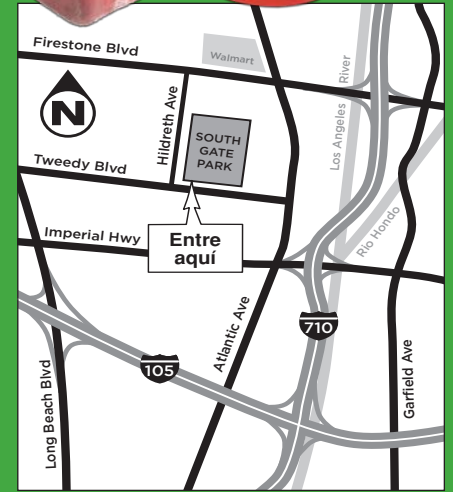 Firestone Blvd
Walmart
N
Hildreth Ave
SOUTH
GATE
PARK
Los Angeles River
Tweedy Blvd
Rio Hondo
Imperial Hwy
Entre
aquí
710
Atlantic Ave
105
Long Beach Blvd
Garfield Ave